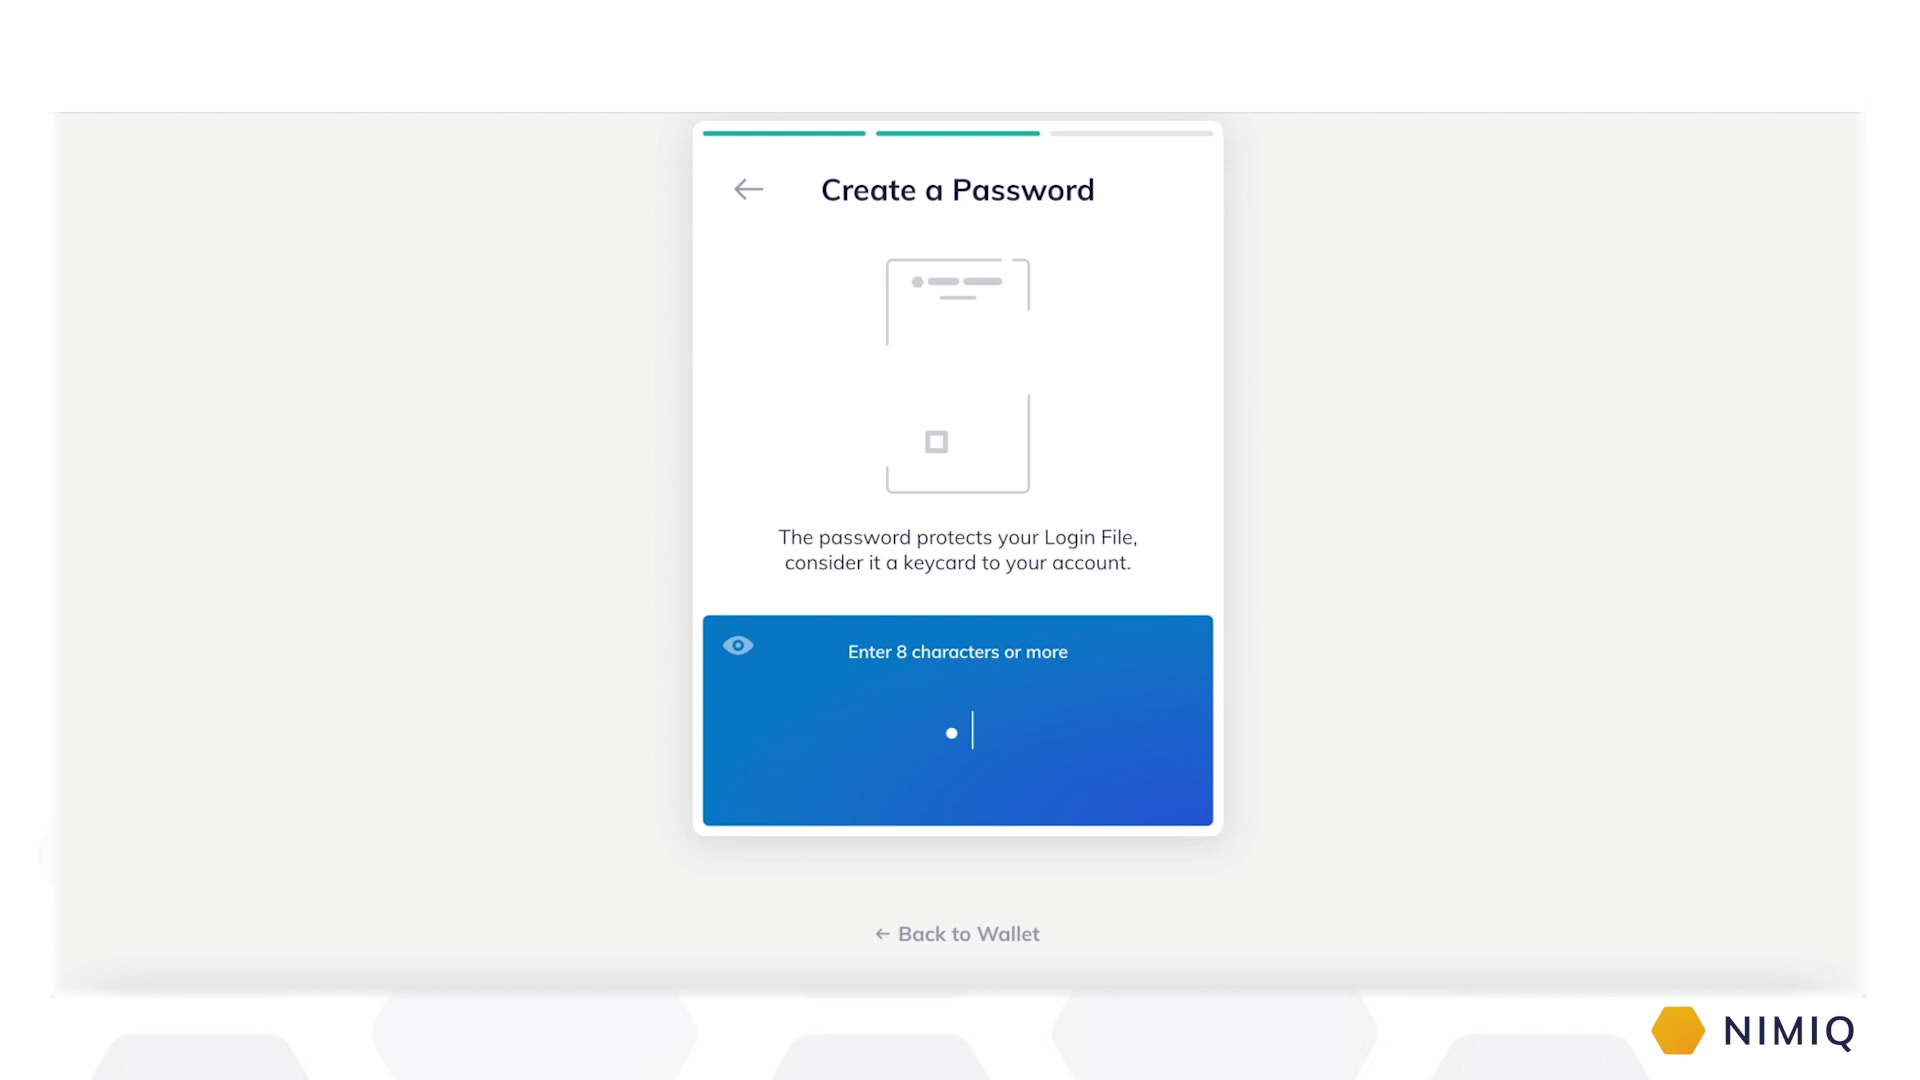 Create a Password
The password protects your Login File,
consider it a keycard to your account.
Enter 8 characters or more
← Back to Wallet
NIMIQ